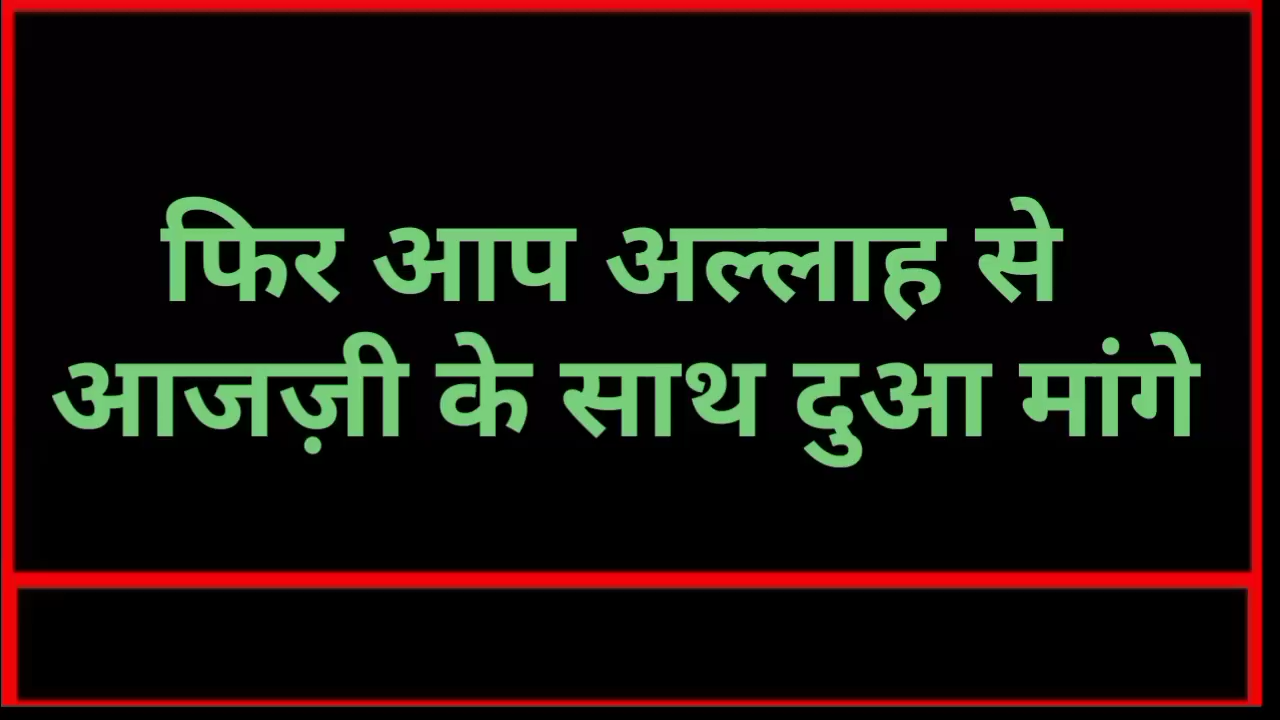 फिर आप अल्लाह से
आजज़ी के साथ दुआ मांगे